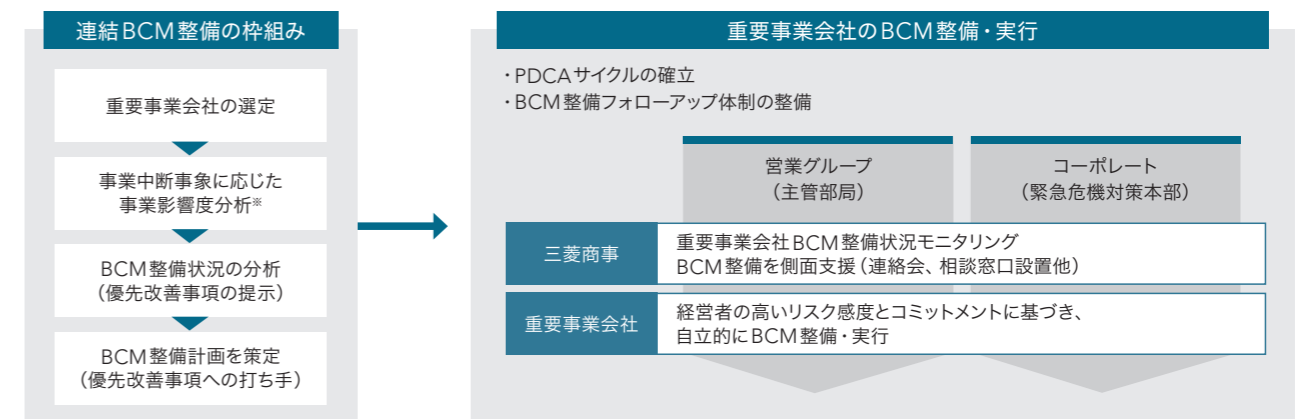 連結BCM整備の枠組み
重要事業会社の選定
事業中断事象に応じた
事業影響度分析※
BCM整備状況の分析
（優先改善事項の提示）
BCM整備計画を策定
（優先改善事項への打ち手）
重要事業会社のBCM整備・実行
・PDCAサイクルの確立
・BCM整備フォローアップ体制の整備
営業グループ
（主管部局）
コーポレート
（緊急危機対策本部）
三菱商事
重要事業会社BCM整備状況モニタリング
BCM整備を側面支援（連絡会、相談窓口設置他）
重要事業会社
経営者の高いリスク感度とコミットメントに基づき、
自立的にBCM整備・実行